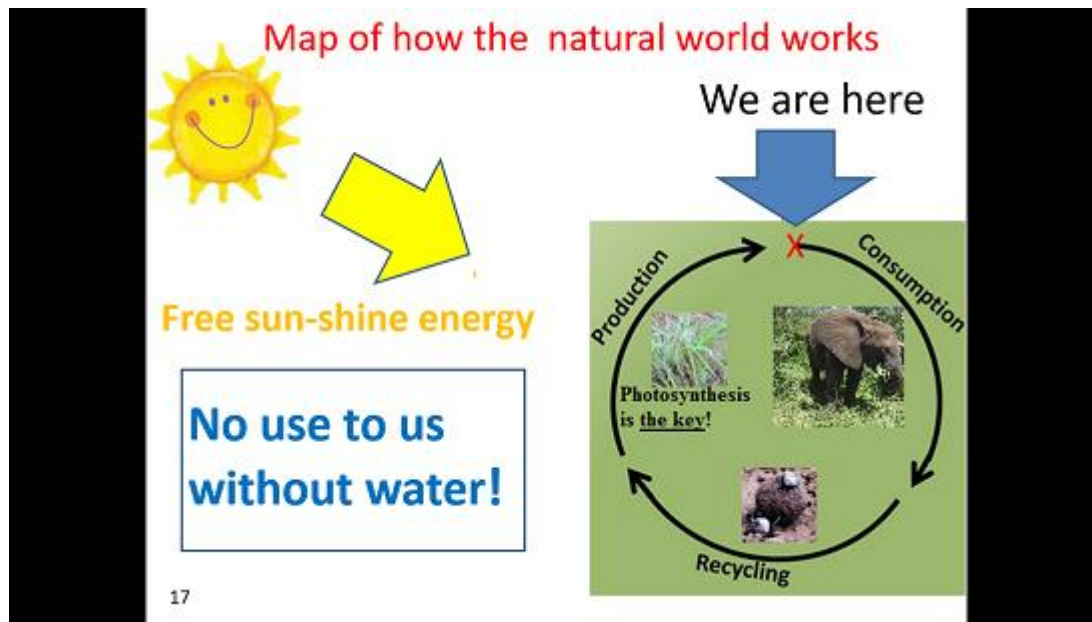 Map of how the natural world works
We are here
Free sun-shine energy
No use to us
without water!
Production
Consumption
Photosynthesis
is the key!
Recycling
17